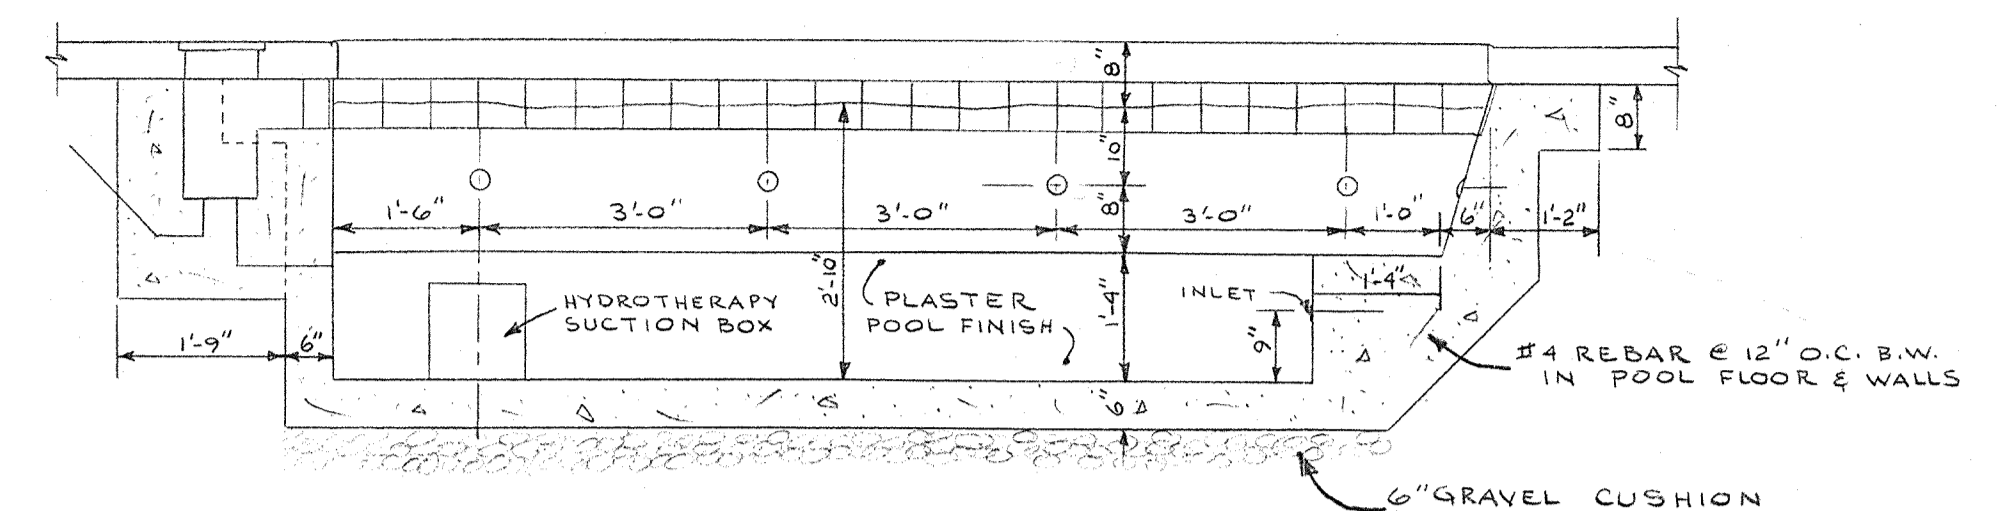 8"
8"
10"
1'-6"
3'-0"
3'-0"
8"
3'-0"
1'-0"
6"
1'-2"
2'-10"
1'-4"
HYDROTHERAPY
SUCTION BOX
PLASTER
POOL FINISH
1'-4"
INLET
9"
1'-9"
6"
#4 REBAR @ 12" O.C. B.W.
IN POOL FLOOR & WALLS
6"
6" GRAVEL CUSHION